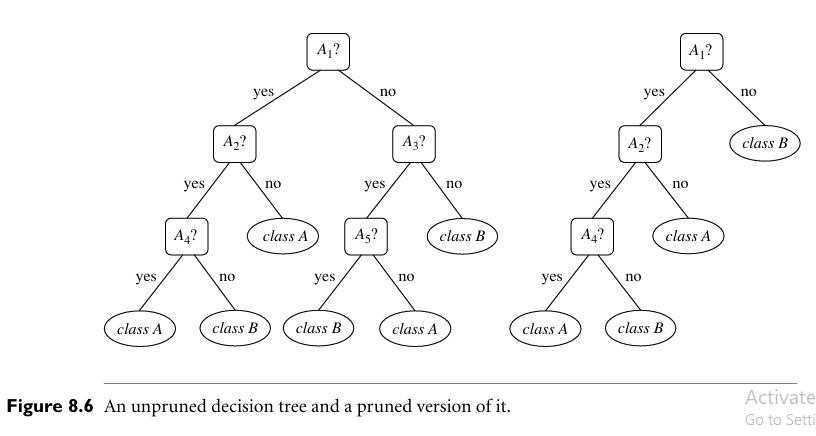 A1? A1?
yes no yes no
A2? A3? A2? class B
yes no yes no yes no
A4? class A A5? class B A4? class A
yes no yes no yes no
class A class B class B class A class A class B
Figure 8.6 An unpruned decision tree and a pruned version of it.
Activate
Go to Setti